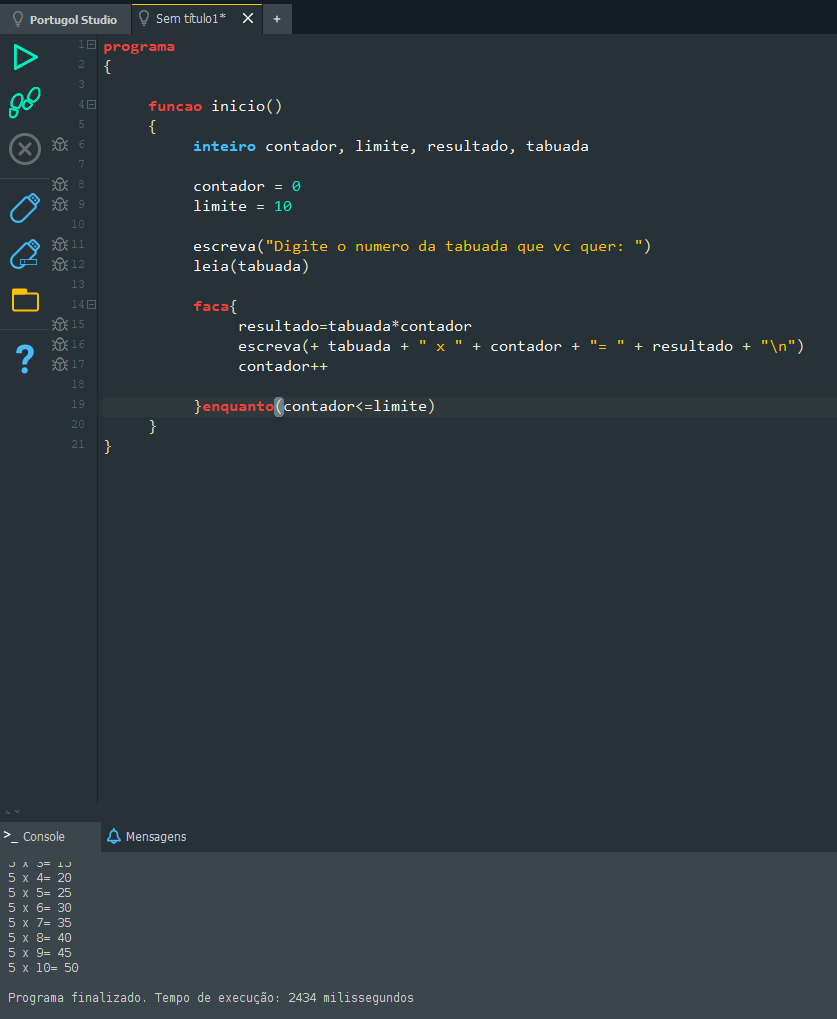 Portugol Studio
Sem título1*
+
1 programa
2 {
3
4 funcao inicio()
5 {
6 inteiro contador, limite, resultado, tabuada
7
8 contador = 0
9 limite = 10
10
11 escreva("Digite o numero da tabuada que vc quer: ")
12 leia(tabuada)
13
14 faca{
15 resultado=tabuada*contador
16 escreva(+ tabuada + " x " + contador + "= " + resultado + "\n")
17 contador++
18
19 }enquanto(contador<=limite)
20 }
21 }
?
>_ Console
Mensagens
5 x 3= 15
5 x 4= 20
5 x 5= 25
5 x 6= 30
5 x 7= 35
5 x 8= 40
5 x 9= 45
5 x 10= 50
Programa finalizado. Tempo de execução: 2434 milissegundos